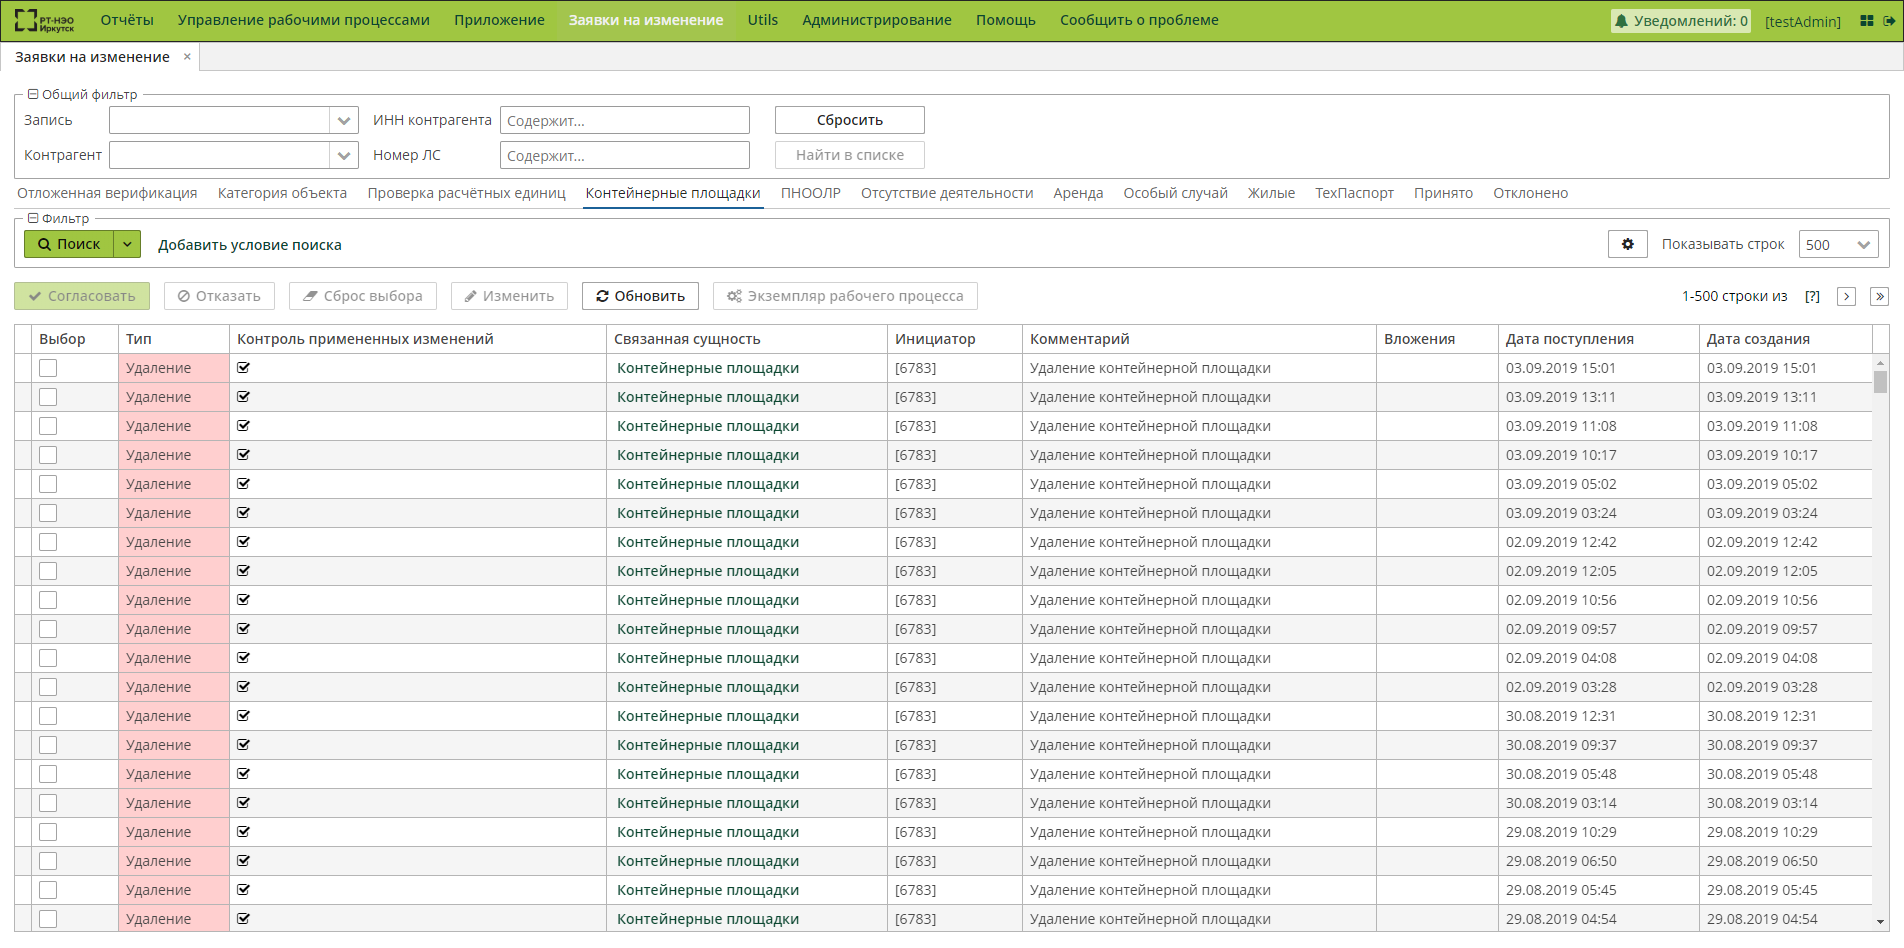 РТ-НЭО Иркутск Отчёты Управление рабочими процессами Приложение Заявки на изменение Utils Администрирование Помощь Сообщить о проблеме Уведомлений: 0 [testAdmin]
Заявки на изменение ×
Общий фильтр
Запись ИНН контрагента Содержит... Сбросить
Контрагент Номер ЛС Содержит... Найти в списке
Отложенная верификация Категория объекта Проверка расчётных единиц Контейнерные площадки ПНООЛР Отсутствие деятельности Аренда Особый случай Жилые ТехПаспорт Принято Отклонено
Фильтр
Поиск Добавить условие поиска Показывать строк 500
Согласовать Отказать Сброс выбора Изменить Обновить Экземпляр рабочего процесса 1-500 строки из [?]
Выбор Тип Контроль примененных изменений Связанная сущность Инициатор Комментарий Вложения Дата поступления Дата создания
Удаление Контейнерные площадки [6783] Удаление контейнерной площадки 03.09.2019 15:01 03.09.2019 15:01
Удаление Контейнерные площадки [6783] Удаление контейнерной площадки 03.09.2019 13:11 03.09.2019 13:11
Удаление Контейнерные площадки [6783] Удаление контейнерной площадки 03.09.2019 11:08 03.09.2019 11:08
Удаление Контейнерные площадки [6783] Удаление контейнерной площадки 03.09.2019 10:17 03.09.2019 10:17
Удаление Контейнерные площадки [6783] Удаление контейнерной площадки 03.09.2019 05:02 03.09.2019 05:02
Удаление Контейнерные площадки [6783] Удаление контейнерной площадки 03.09.2019 03:24 03.09.2019 03:24
Удаление Контейнерные площадки [6783] Удаление контейнерной площадки 02.09.2019 12:42 02.09.2019 12:42
Удаление Контейнерные площадки [6783] Удаление контейнерной площадки 02.09.2019 12:05 02.09.2019 12:05
Удаление Контейнерные площадки [6783] Удаление контейнерной площадки 02.09.2019 10:56 02.09.2019 10:56
Удаление Контейнерные площадки [6783] Удаление контейнерной площадки 02.09.2019 09:57 02.09.2019 09:57
Удаление Контейнерные площадки [6783] Удаление контейнерной площадки 02.09.2019 04:08 02.09.2019 04:08
Удаление Контейнерные площадки [6783] Удаление контейнерной площадки 02.09.2019 03:28 02.09.2019 03:28
Удаление Контейнерные площадки [6783] Удаление контейнерной площадки 30.08.2019 12:31 30.08.2019 12:31
Удаление Контейнерные площадки [6783] Удаление контейнерной площадки 30.08.2019 09:37 30.08.2019 09:37
Удаление Контейнерные площадки [6783] Удаление контейнерной площадки 30.08.2019 05:48 30.08.2019 05:48
Удаление Контейнерные площадки [6783] Удаление контейнерной площадки 30.08.2019 03:14 30.08.2019 03:14
Удаление Контейнерные площадки [6783] Удаление контейнерной площадки 29.08.2019 10:29 29.08.2019 10:29
Удаление Контейнерные площадки [6783] Удаление контейнерной площадки 29.08.2019 06:50 29.08.2019 06:50
Удаление Контейнерные площадки [6783] Удаление контейнерной площадки 29.08.2019 05:45 29.08.2019 05:45
Удаление Контейнерные площадки [6783] Удаление контейнерной площадки 29.08.2019 04:54 29.08.2019 04:54